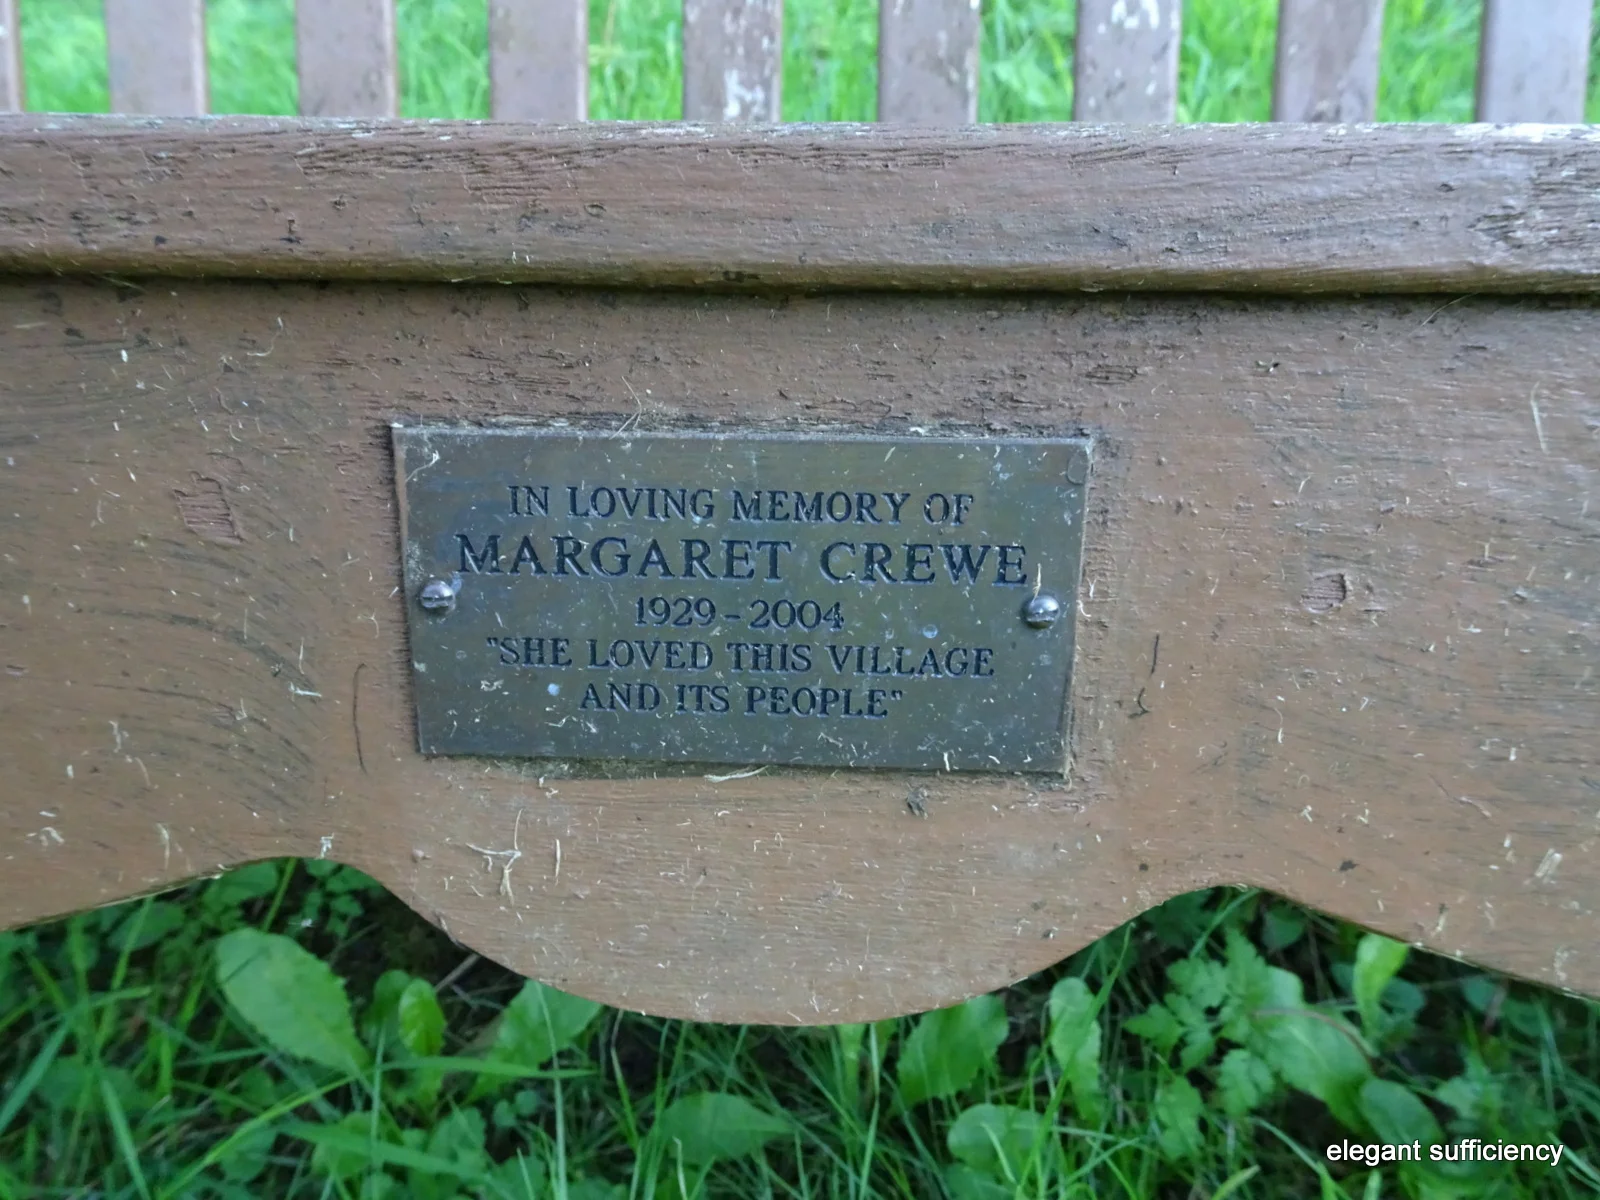 IN LOVING MEMORY OF
MARGARET CREWE
1929-2004
"SHE LOVED THIS VILLAGE
AND ITS PEOPLE"
elegant sufficiency